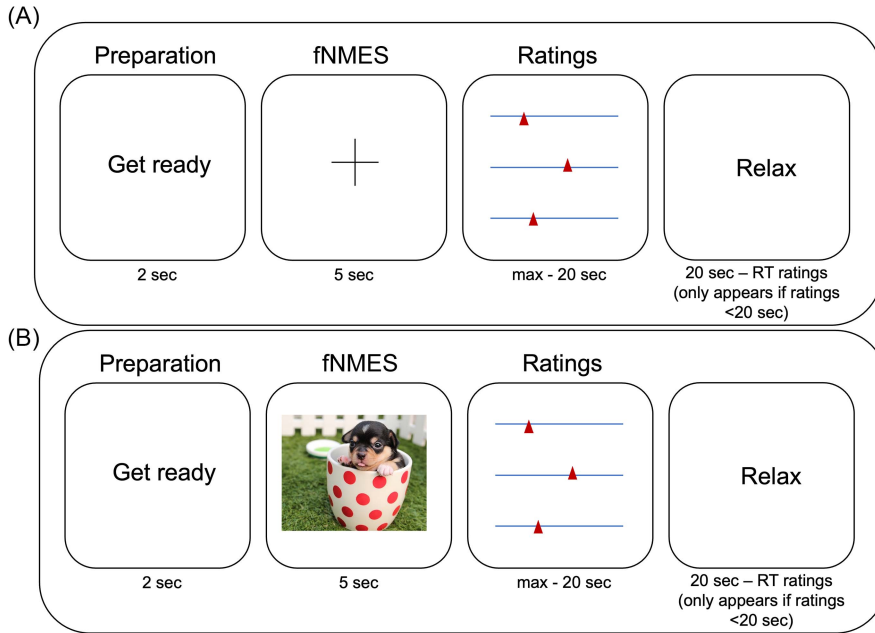 (A)
Preparation
fNMES
Ratings
Get ready
Relax
2 sec
5 sec
max - 20 sec
20 sec – RT ratings
(only appears if ratings
<20 sec)
(B)
Preparation
fNMES
Ratings
Get ready
Relax
2 sec
5 sec
max - 20 sec
20 sec – RT ratings
(only appears if ratings
<20 sec)